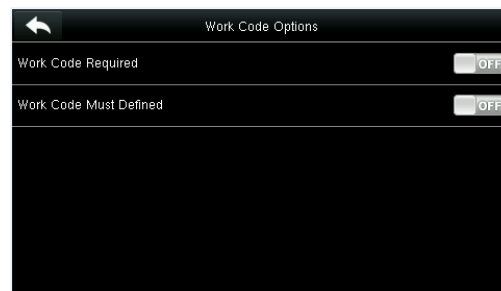 Work Code Options
Work Code Required OFF
Work Code Must Defined OFF